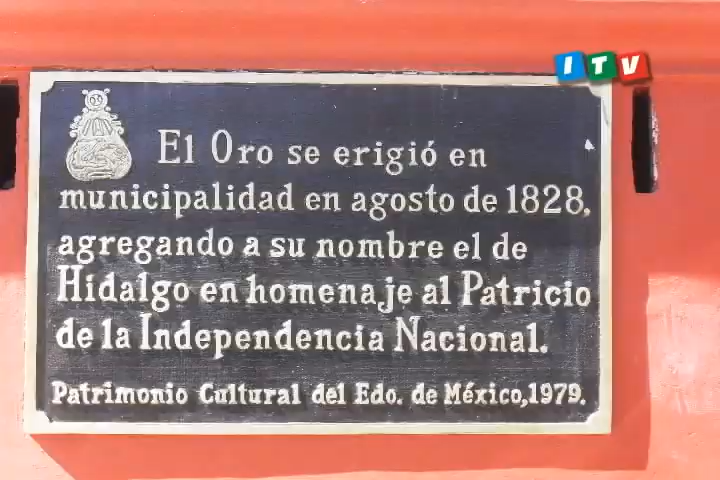 ITV
El Oro se erigió en
municipalidad en agosto de 1828,
agregando a su nombre el de
Hidalgo en homenaje al Patricio
de la Independencia Nacional.
Patrimonio Cultural del Edo. de México, 1979.